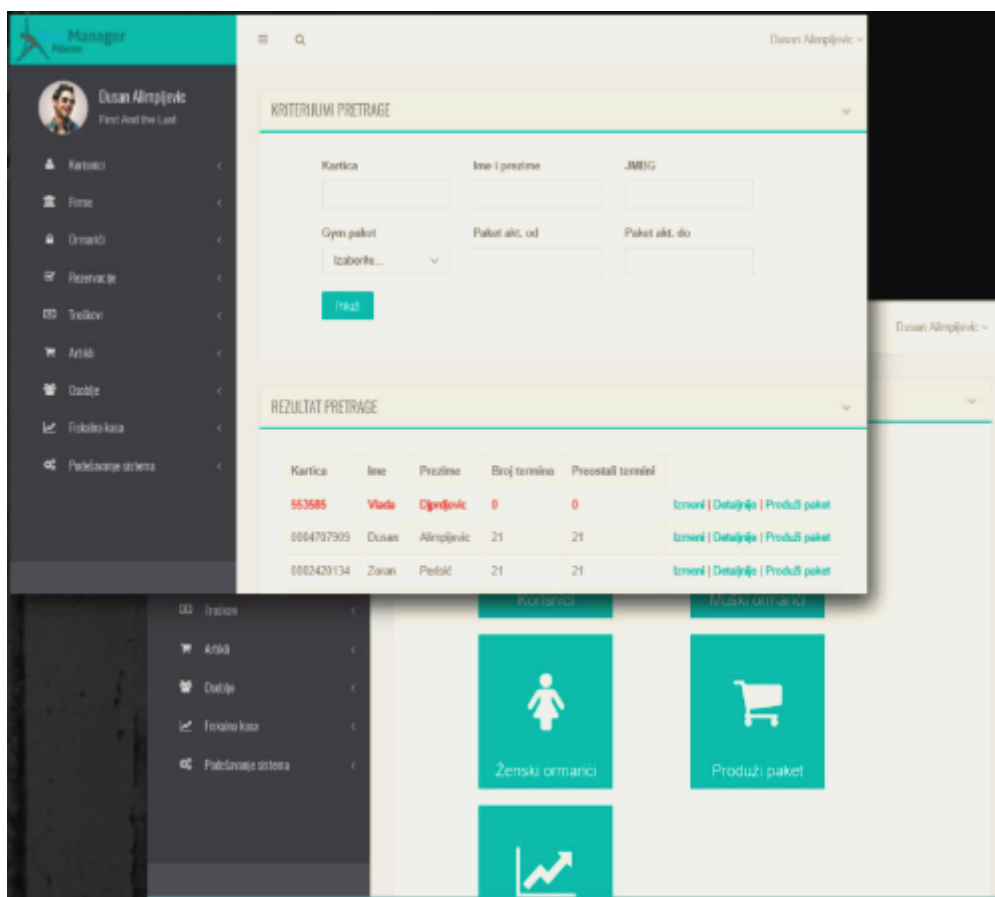 Manager
Name
Dusan Alimpijevic
Dusan Alimpijevic
First And the Last
Korisnici
Firme
Ormarići
Rezervacije
Troškovi
Artikli
Osoblje
Fiskalna kasa
Podešavanje sistema
KRITERIJUMI PRETRAGE
Kartica Ime i prezime JMBG
Gym paket Paket akt. od Paket akt. do
Izaberite...
Prikaži
REZULTAT PRETRAGE
Kartica Ime Prezime Broj termina Preostali termini
553585 Vlada Djordjevic 0 0 Izmeni | Detaljnije | Produži paket
0004707909 Dusan Alimpijevic 21 21 Izmeni | Detaljnije | Produži paket
0002420134 Zoran Perisić 21 21 Izmeni | Detaljnije | Produži paket
Dusan Alimpijevic
Troškovi
Artikli
Osoblje
Fiskalna kasa
Podešavanje sistema
Korisnici Muški ormarići
Ženski ormarići Produži paket